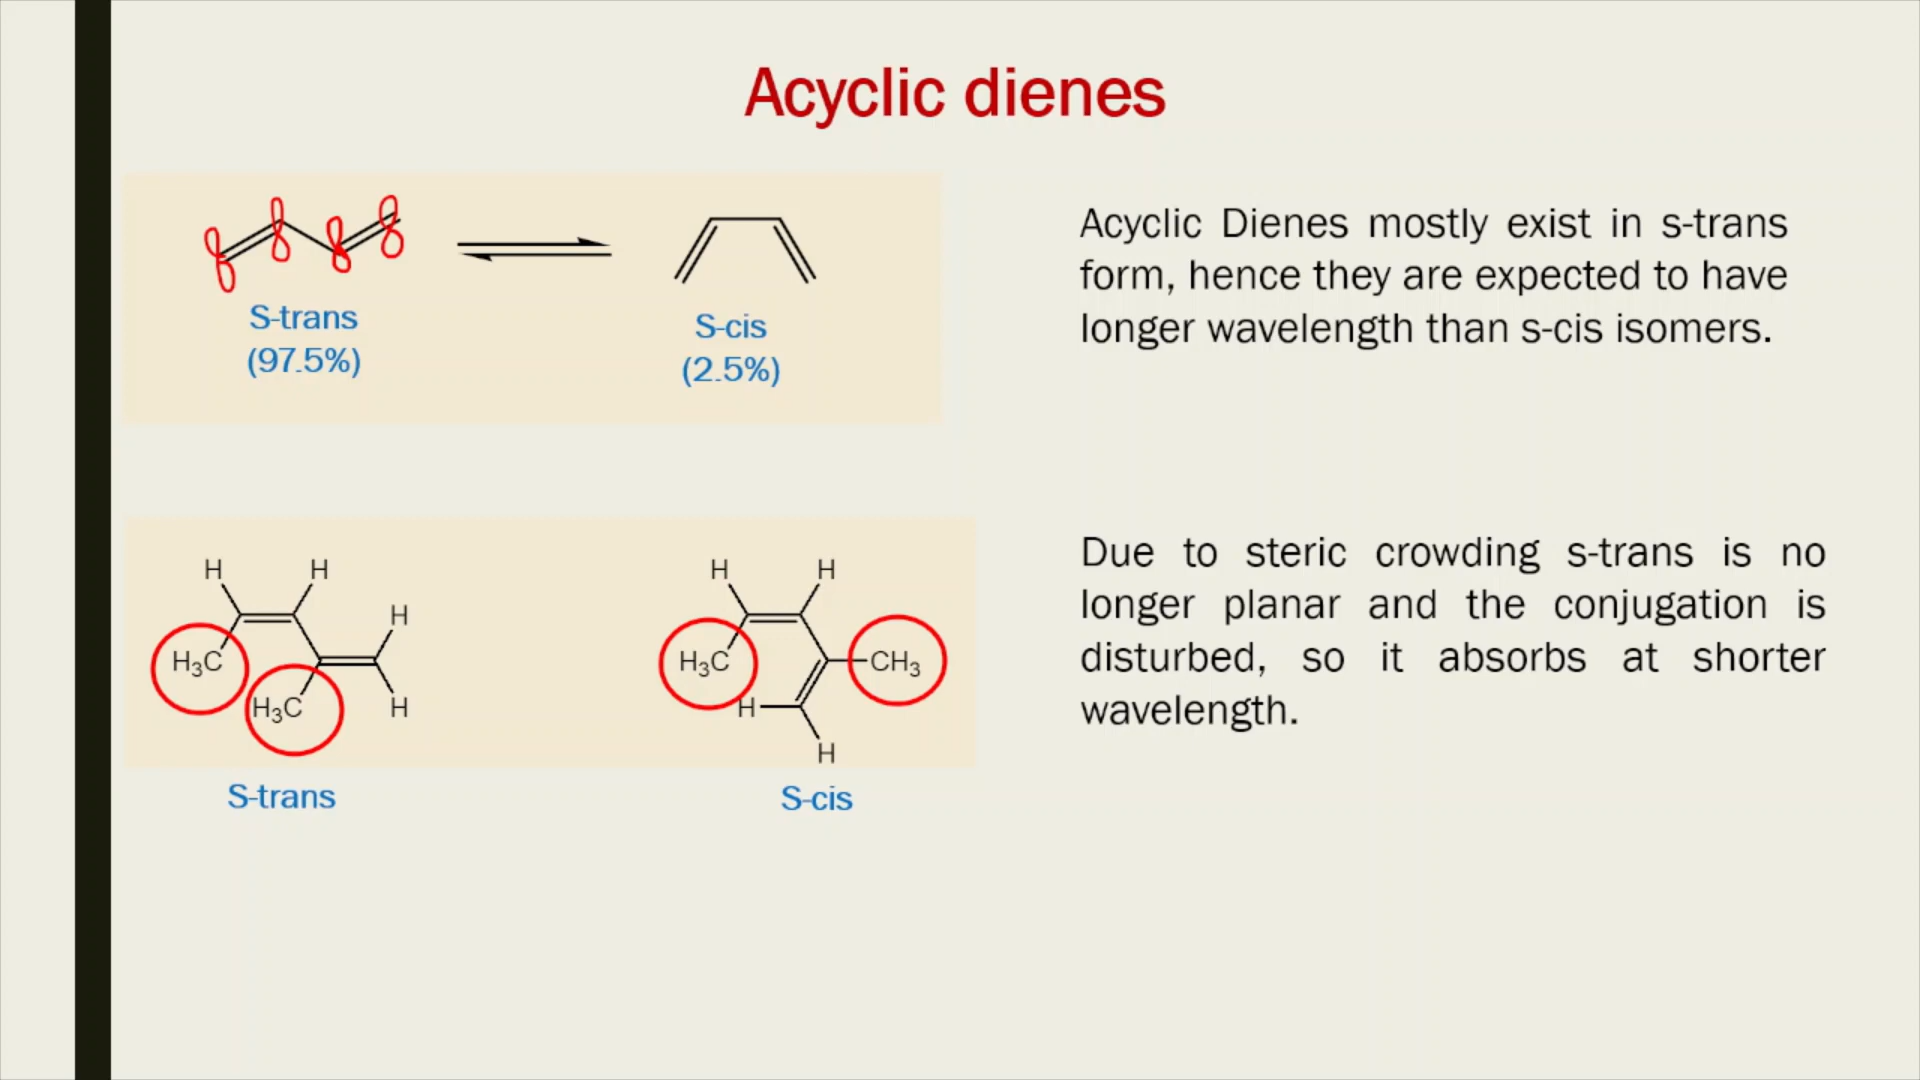 Acyclic dienes
S-trans
(97.5%)
S-cis
(2.5%)
Acyclic Dienes mostly exist in s-trans
form, hence they are expected to have
longer wavelength than s-cis isomers.
H H
H
H₃C
H₃C H
S-trans
H H
H₃C CH₃
H
H
S-cis
Due to steric crowding s-trans is no
longer planar and the conjugation is
disturbed, so it absorbs at shorter
wavelength.